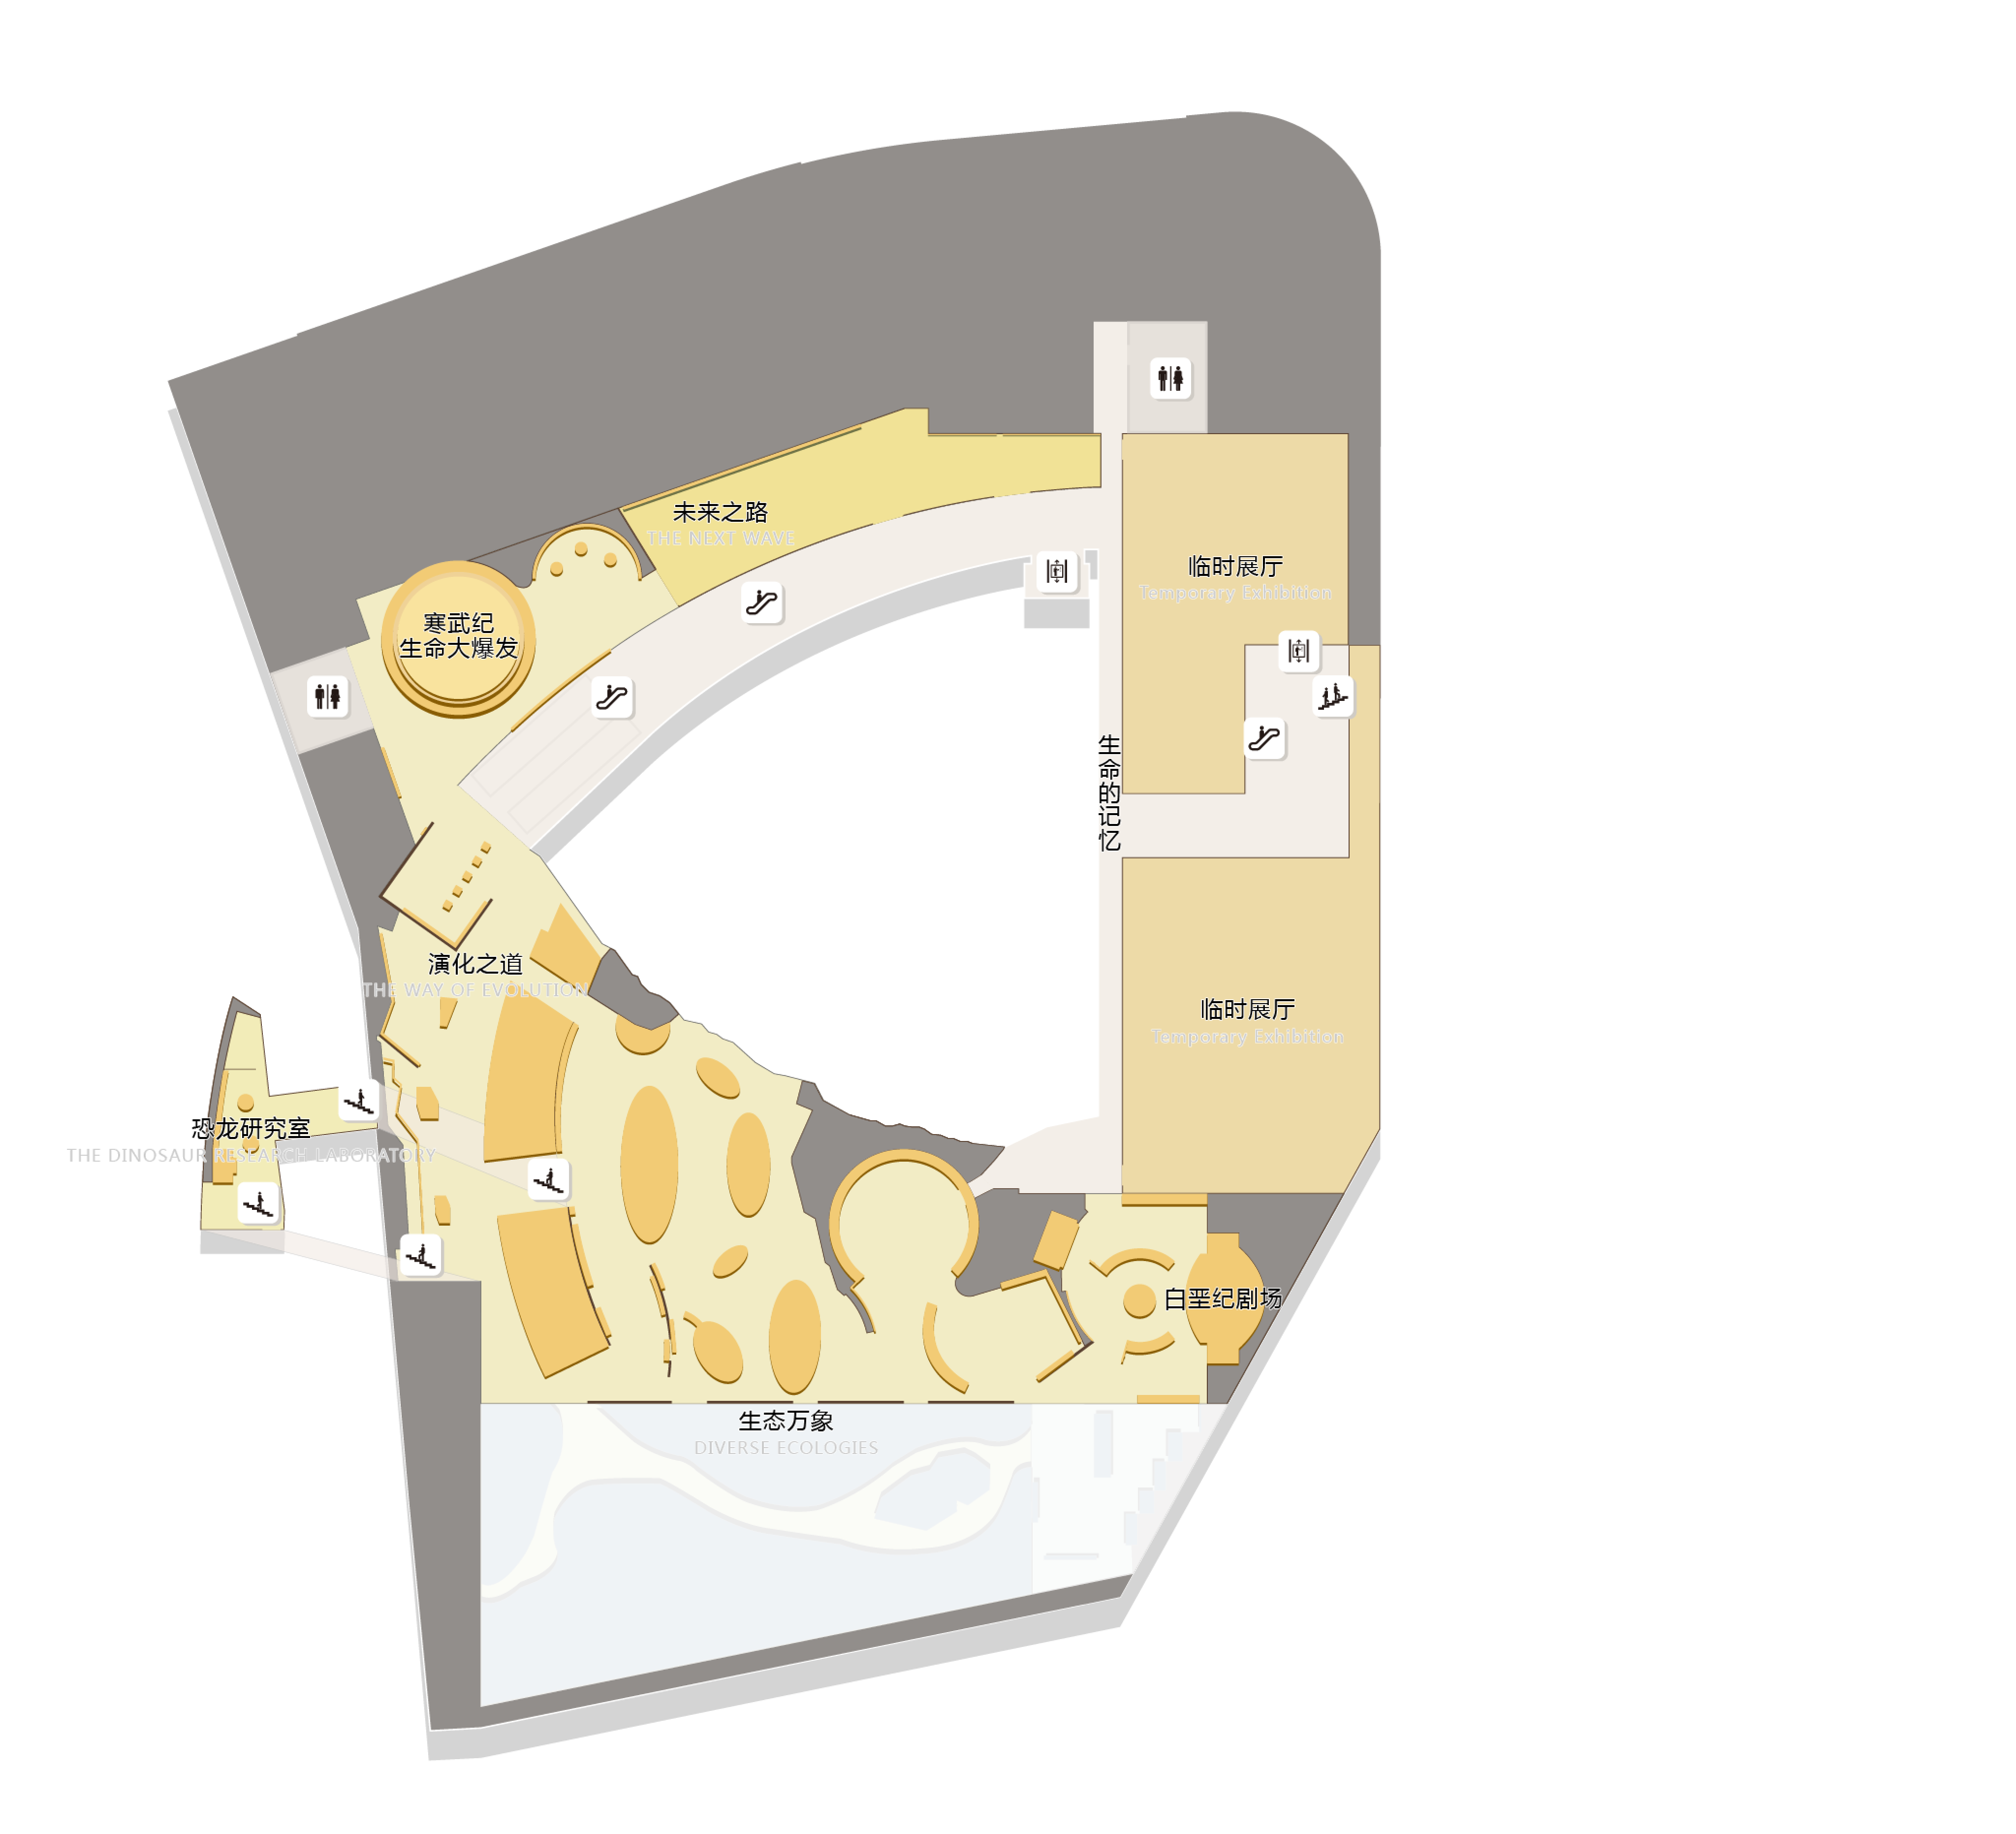 未来之路
THE NEXT WAVE
临时展厅
Temporary Exhibition
寒武纪
生命大爆发
生命的记忆
演化之道
THE WAY OF EVOLUTION
临时展厅
Temporary Exhibition
恐龙研究室
THE DINOSAUR RESEARCH LABORATORY
白垩纪剧场
生态万象
DIVERSE ECOLOGIES